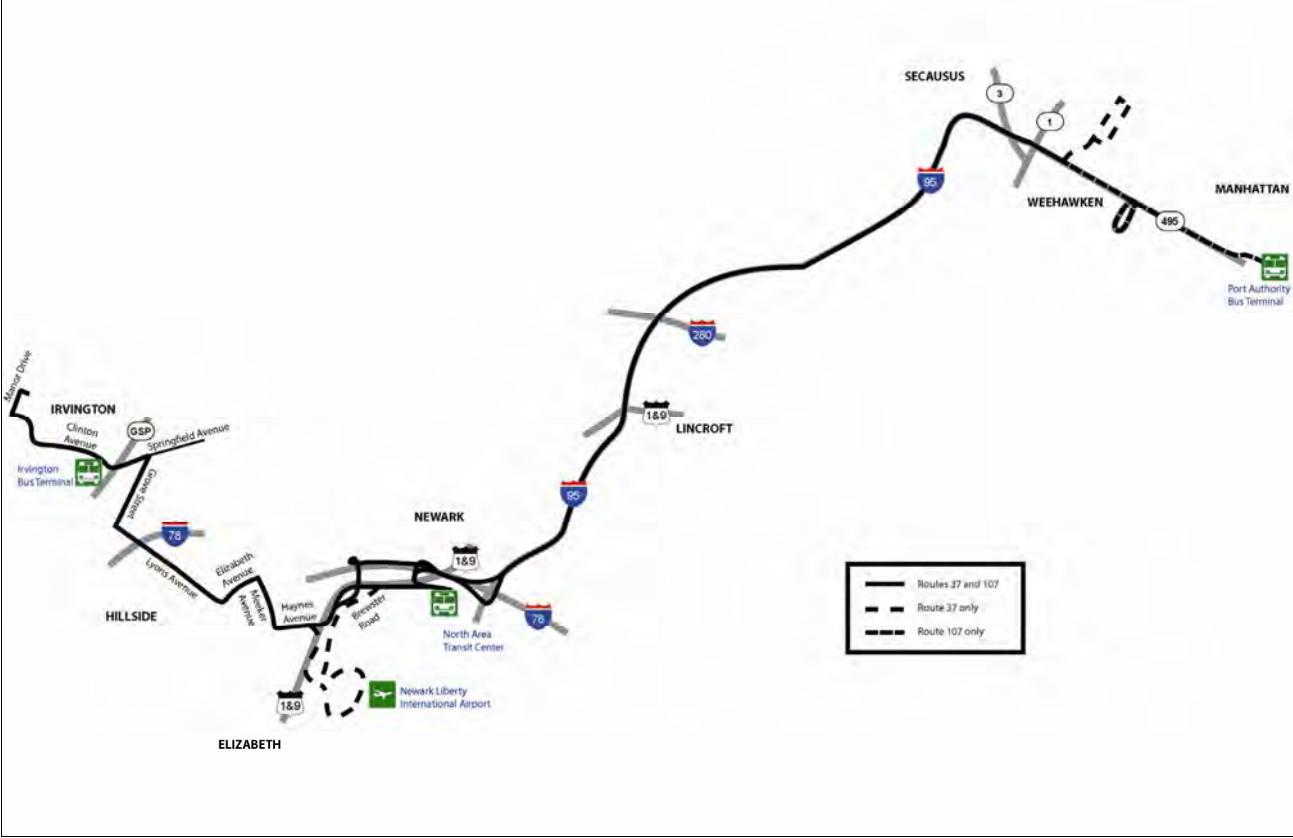 SECAUSUS
3
1
95
WEEHAWKEN
MANHATTAN
495
Port Authority
Bus Terminal
280
1&9
LINCROFT
Manor Drive
IRVINGTON
Clinton
Avenue
GSP
Springfield Avenue
Irvington
Bus Terminal
Grove Street
95
NEWARK
78
1&9
Lyons Avenue
Elizabeth
Avenue
Meeker
Avenue
Haynes
Avenue
Brewster
Road
HILLSIDE
78
North Area
Transit Center
Newark Liberty
International Airport
1&9
ELIZABETH
Routes 37 and 107
Route 37 only
Route 107 only